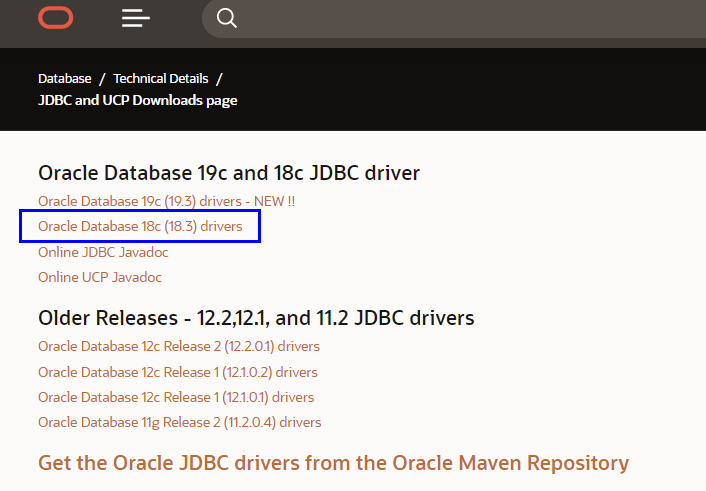 Database / Technical Details /
JDBC and UCP Downloads page
Oracle Database 19c and 18c JDBC driver
Oracle Database 19c (19.3) drivers - NEW !!
Oracle Database 18c (18.3) drivers
Online JDBC Javadoc
Online UCP Javadoc
Older Releases - 12.2,12.1, and 11.2 JDBC drivers
Oracle Database 12c Release 2 (12.2.0.1) drivers
Oracle Database 12c Release 1 (12.1.0.2) drivers
Oracle Database 12c Release 1 (12.1.0.1) drivers
Oracle Database 11g Release 2 (11.2.0.4) drivers
Get the Oracle JDBC drivers from the Oracle Maven Repository